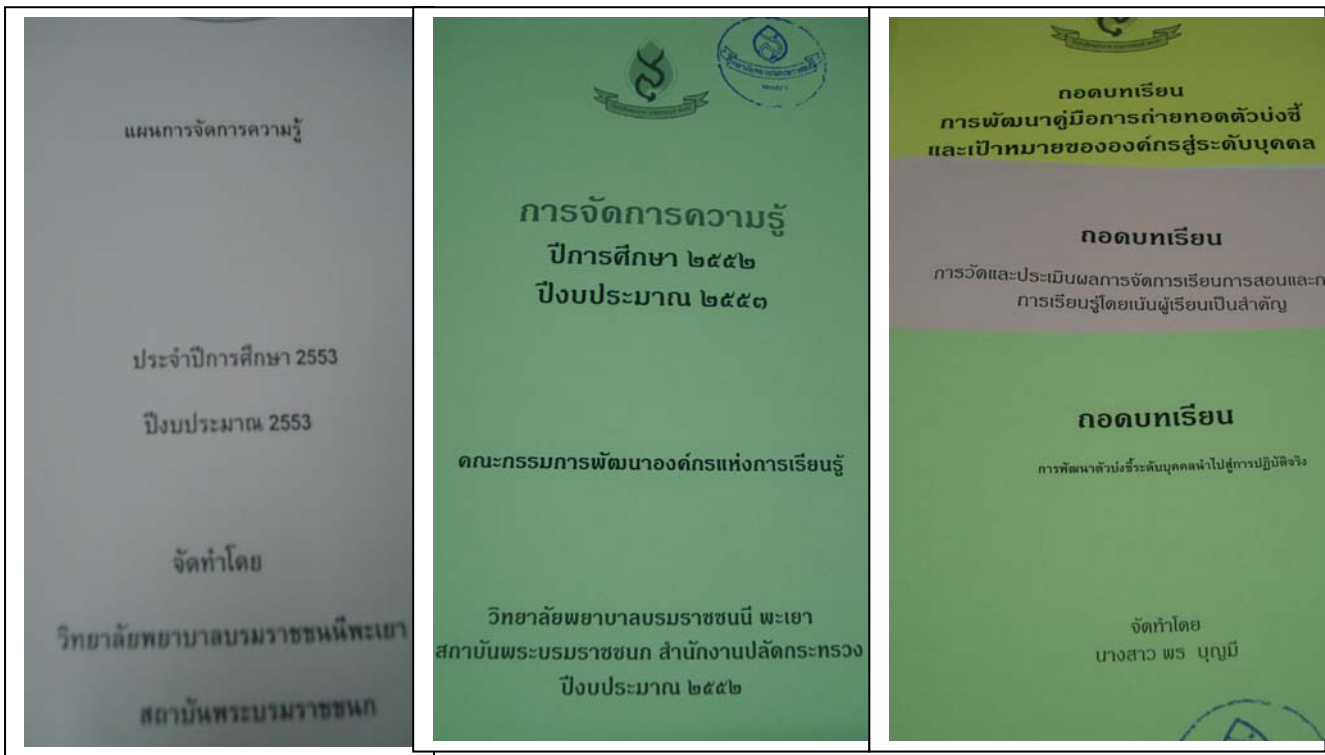 แผนการจัดการความรู้
ประจำปีการศึกษา 2553
ปีงบประมาณ 2553
จัดทำโดย
วิทยาลัยพยาบาลบรมราชชนนีพะเยา
สถาบันพระบรมราชชนก
การจัดการความรู้
ปีการศึกษา ๒๕๕๒
ปีงบประมาณ ๒๕๕๓
คณะกรรมการพัฒนาองค์กรแห่งการเรียนรู้
วิทยาลัยพยาบาลบรมราชชนนี พะเยา
สถาบันพระบรมราชชนก สำนักงานปลัดกระทรวง
ปีงบประมาณ ๒๕๕๒
ถอดบทเรียน
การพัฒนาคู่มือการถ่ายทอดตัวบ่งชี้
และเป้าหมายขององค์กรสู่ระดับบุคคล
ถอดบทเรียน
การวัดและประเมินผลการจัดการเรียนการสอนและก
การเรียนรู้โดยเน้นผู้เรียนเป็นสำคัญ
ถอดบทเรียน
การพัฒนาตัวบ่งชี้ระดับบุคคลนำไปสู่การปฏิบัติจริง
จัดทำโดย
นางสาว พร บุญมี